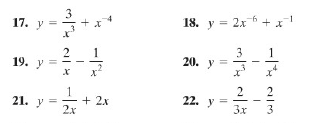 17. y = 3/x³ + x⁻⁴
18. y = 2x⁻⁶ + x⁻¹
19. y = 2/x - 1/x²
20. y = 3/x³ - 1/x⁴
21. y = 1/2x + 2x
22. y = 2/3x - 2/3